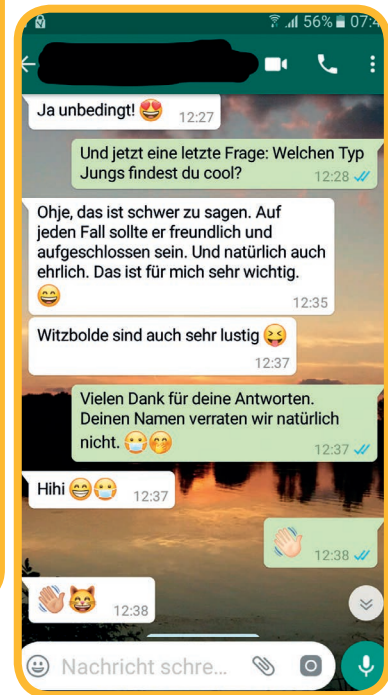 56% 07:4
Ja unbedingt! 😍 12:27
Und jetzt eine letzte Frage: Welchen Typ
Jungs findest du cool? 12:28
Ohje, das ist schwer zu sagen. Auf
jeden Fall sollte er freundlich und
aufgeschlossen sein. Und natürlich auch
ehrlich. Das ist für mich sehr wichtig.
😄 12:35
Witzbolde sind auch sehr lustig 😝
12:37
Vielen Dank für deine Antworten.
Deinen Namen verraten wir natürlich
nicht. 😷🤭 12:37
Hihi 😁😷 12:37
👋🏻 12:38
👋🏼😸 12:38
Nachricht schre...